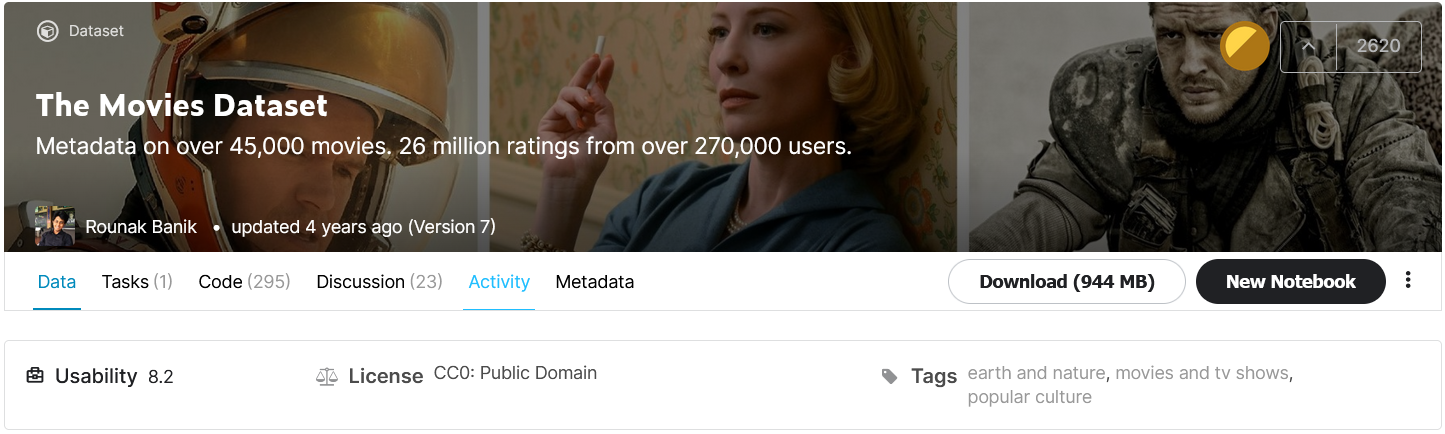 Dataset
2620
The Movies Dataset
Metadata on over 45,000 movies. 26 million ratings from over 270,000 users.
Rounak Banik • updated 4 years ago (Version 7)
Data Tasks (1) Code (295) Discussion (23) Activity Metadata Download (944 MB) New Notebook
Usability 8.2 License CC0: Public Domain Tags earth and nature, movies and tv shows,
popular culture